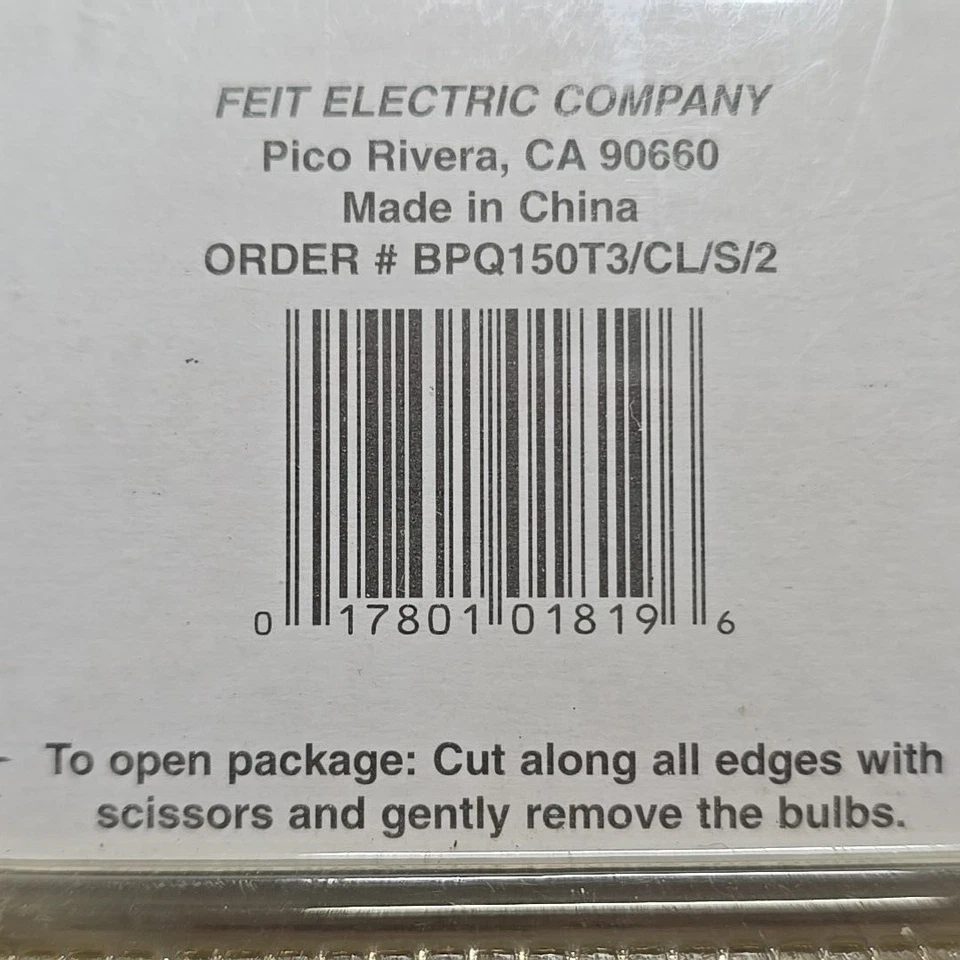 FEIT ELECTRIC COMPANY
Pico Rivera, CA 90660
Made in China
ORDER # BPQ150T3/CL/S/2
0 17801 01819 6
To open package: Cut along all edges with
scissors and gently remove the bulbs.